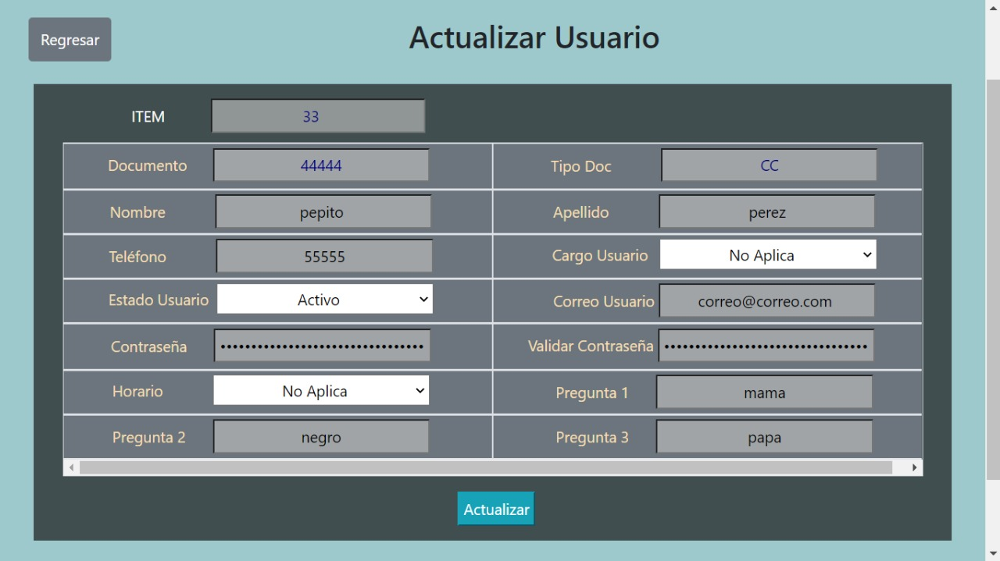 Regresar
Actualizar Usuario
ITEM 33
Documento 44444 Tipo Doc CC
Nombre pepito Apellido perez
Teléfono 55555 Cargo Usuario No Aplica
Estado Usuario Activo Correo Usuario correo@correo.com
Contraseña •••••••••••••••••••••••••••••••• Validar Contraseña ••••••••••••••••••••••••••••••••
Horario No Aplica Pregunta 1 mama
Pregunta 2 negro Pregunta 3 papa
Actualizar